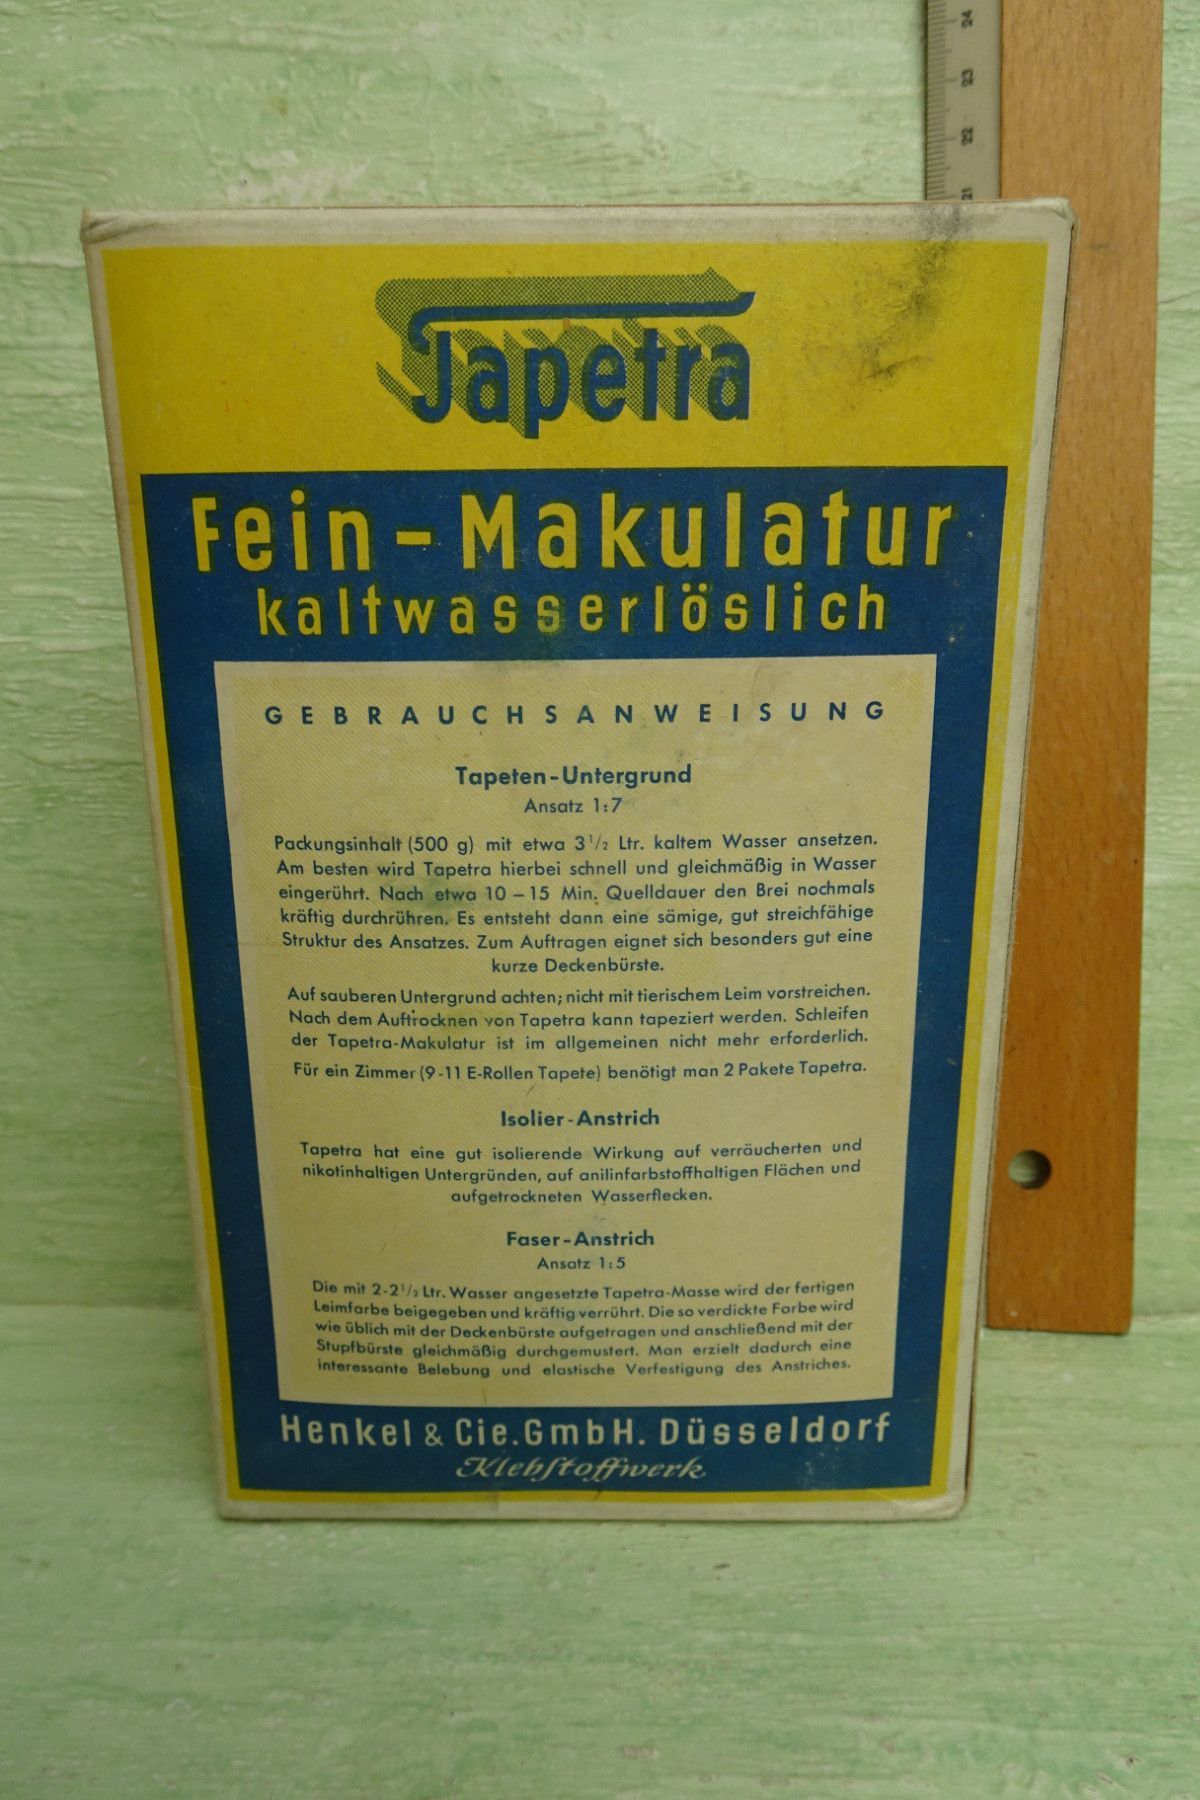 24
23
22
21
Tapetra
Fein-Makulatur
kaltwasserlöslich
GEBRAUCHSANWEISUNG
Tapeten-Untergrund
Ansatz 1:7
Packungsinhalt (500 g) mit etwa 3 1/2 Ltr. kaltem Wasser ansetzen.
Am besten wird Tapetra hierbei schnell und gleichmäßig in Wasser
eingerührt. Nach etwa 10 – 15 Min. Quelldauer den Brei nochmals
kräftig durchrühren. Es entsteht dann eine sämige, gut streichfähige
Struktur des Ansatzes. Zum Auftragen eignet sich besonders gut eine
kurze Deckenbürste.
Auf sauberen Untergrund achten; nicht mit tierischem Leim vorstreichen.
Nach dem Auftrocknen von Tapetra kann tapeziert werden. Schleifen
der Tapetra-Makulatur ist im allgemeinen nicht mehr erforderlich.
Für ein Zimmer (9-11 E-Rollen Tapete) benötigt man 2 Pakete Tapetra.
Isolier-Anstrich
Tapetra hat eine gut isolierende Wirkung auf verräucherten und
nikotinhaltigen Untergründen, auf anilinfarbstoffhaltigen Flächen und
aufgetrockneten Wasserflecken.
Faser-Anstrich
Ansatz 1:5
Die mit 2-2 1/2 Ltr. Wasser angesetzte Tapetra-Masse wird der fertigen
Leimfarbe beigegeben und kräftig verrührt. Die so verdickte Farbe wird
wie üblich mit der Deckenbürste aufgetragen und anschließend mit der
Stupfbürste gleichmäßig durchgemustert. Man erzielt dadurch eine
interessante Belebung und elastische Verfestigung des Anstriches.
Henkel & Cie. GmbH. Düsseldorf
Klebstoffwerk